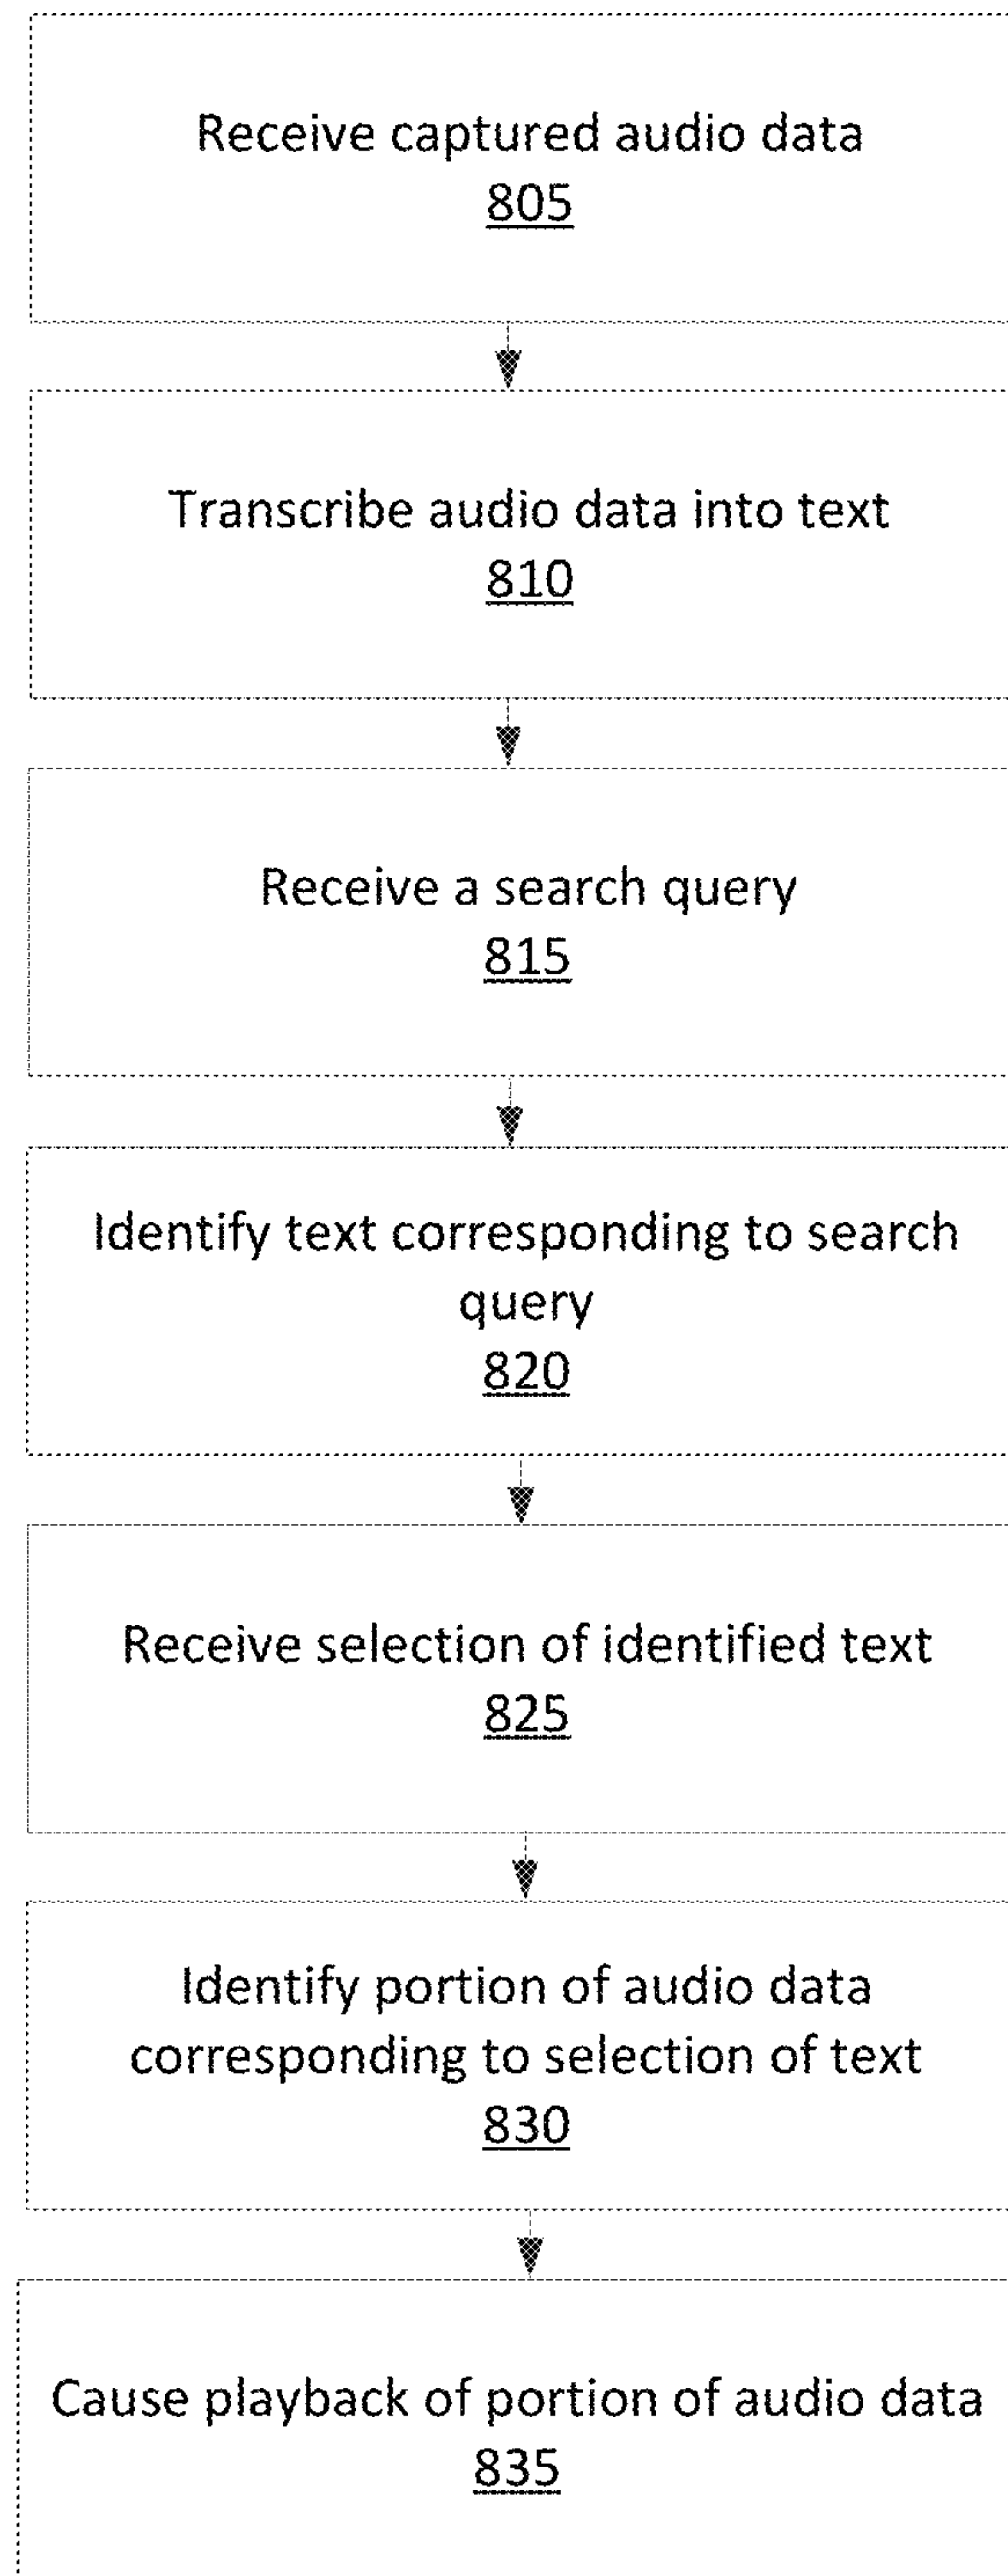 Receive captured audio data
805
Transcribe audio data into text
810
Receive a search query
815
Identify text corresponding to search
query
820
Receive selection of identified text
825
Identify portion of audio data
corresponding to selection of text
830
Cause playback of portion of audio data
835